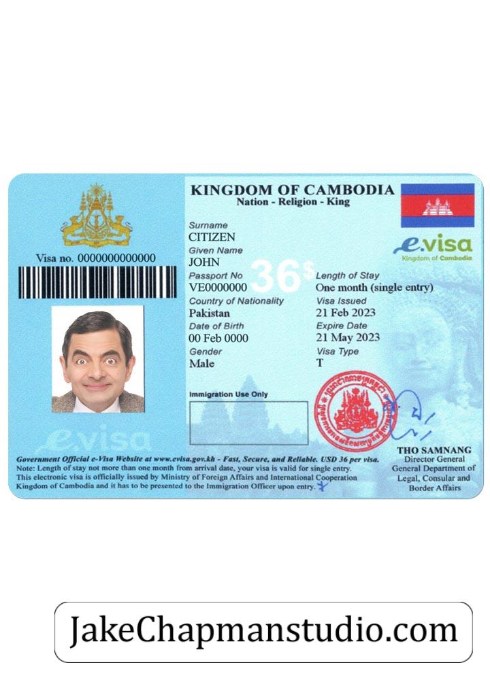 KINGDOM OF CAMBODIA
Nation - Religion - King
Visa no. 0000000000000
Surname
CITIZEN
Given Name
JOHN
Passport No
VE0000000
Country of Nationality
Pakistan
Date of Birth
00 Feb 0000
Gender
Male
36$
e.visa
Kingdom of Cambodia
Length of Stay
One month (single entry)
Visa Issued
21 Feb 2023
Expire Date
21 May 2023
Visa Type
T
Immigration Use Only
e.visa
THO SAMNANG
Director General
General Department of
Legal, Consular and
Border Affairs
Government Official e-Visa Website at www.evisa.gov.kh - Fast, Secure, and Reliable. USD 36 per visa.
Note: Length of stay not more than one month from arrival date, your visa is valid for single entry.
This electronic visa is officially issued by Ministry of Foreign Affairs and International Cooperation
Kingdom of Cambodia and it has to be presented to the Immigration Officer upon entry.
JakeChapmanstudio.com